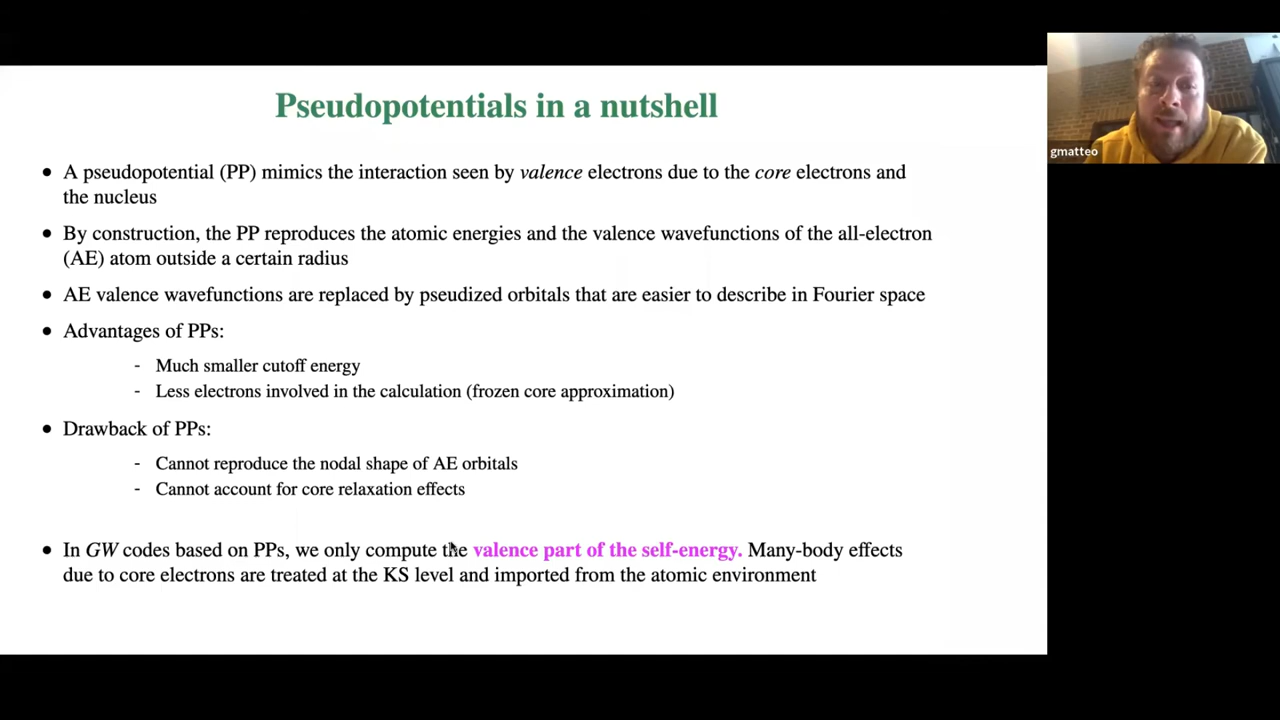 Pseudopotentials in a nutshell
• A pseudopotential (PP) mimics the interaction seen by valence electrons due to the core electrons and
the nucleus
• By construction, the PP reproduces the atomic energies and the valence wavefunctions of the all-electron
(AE) atom outside a certain radius
• AE valence wavefunctions are replaced by pseudized orbitals that are easier to describe in Fourier space
• Advantages of PPs:
- Much smaller cutoff energy
- Less electrons involved in the calculation (frozen core approximation)
• Drawback of PPs:
- Cannot reproduce the nodal shape of AE orbitals
- Cannot account for core relaxation effects
• In GW codes based on PPs, we only compute the valence part of the self-energy. Many-body effects
due to core electrons are treated at the KS level and imported from the atomic environment
gmatteo